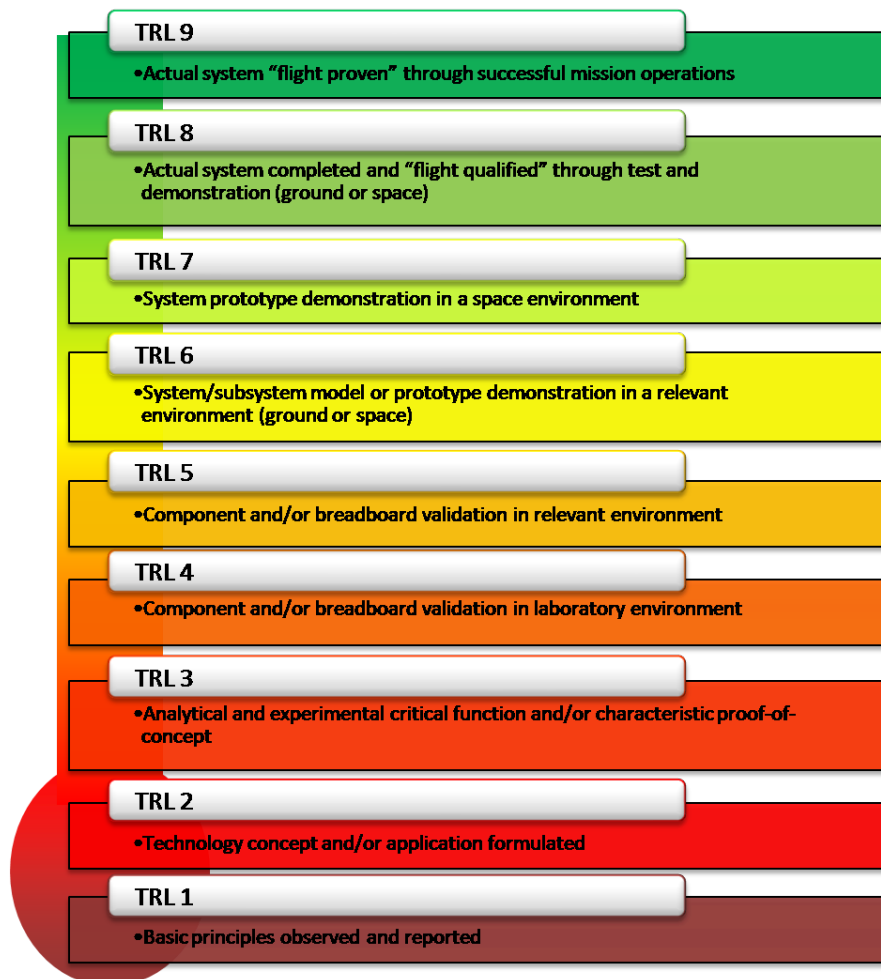 TRL 9
•Actual system “flight proven” through successful mission operations
TRL 8
•Actual system completed and “flight qualified” through test and
demonstration (ground or space)
TRL 7
•System prototype demonstration in a space environment
TRL 6
•System/subsystem model or prototype demonstration in a relevant
environment (ground or space)
TRL 5
•Component and/or breadboard validation in relevant environment
TRL 4
•Component and/or breadboard validation in laboratory environment
TRL 3
•Analytical and experimental critical function and/or characteristic proof-of-
concept
TRL 2
•Technology concept and/or application formulated
TRL 1
•Basic principles observed and reported